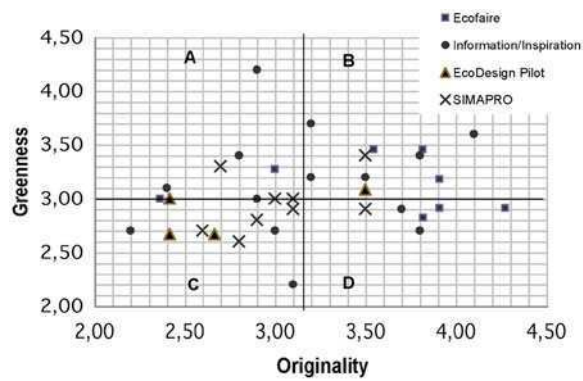 4,50
4,00
3,50
3,00
2,50
2,00
2,00 2,50 3,00 3,50 4,00 4,50
Greenness
Originality
A
B
C
D
Ecofaire
Information/Inspiration
EcoDesign Pilot
SIMAPRO